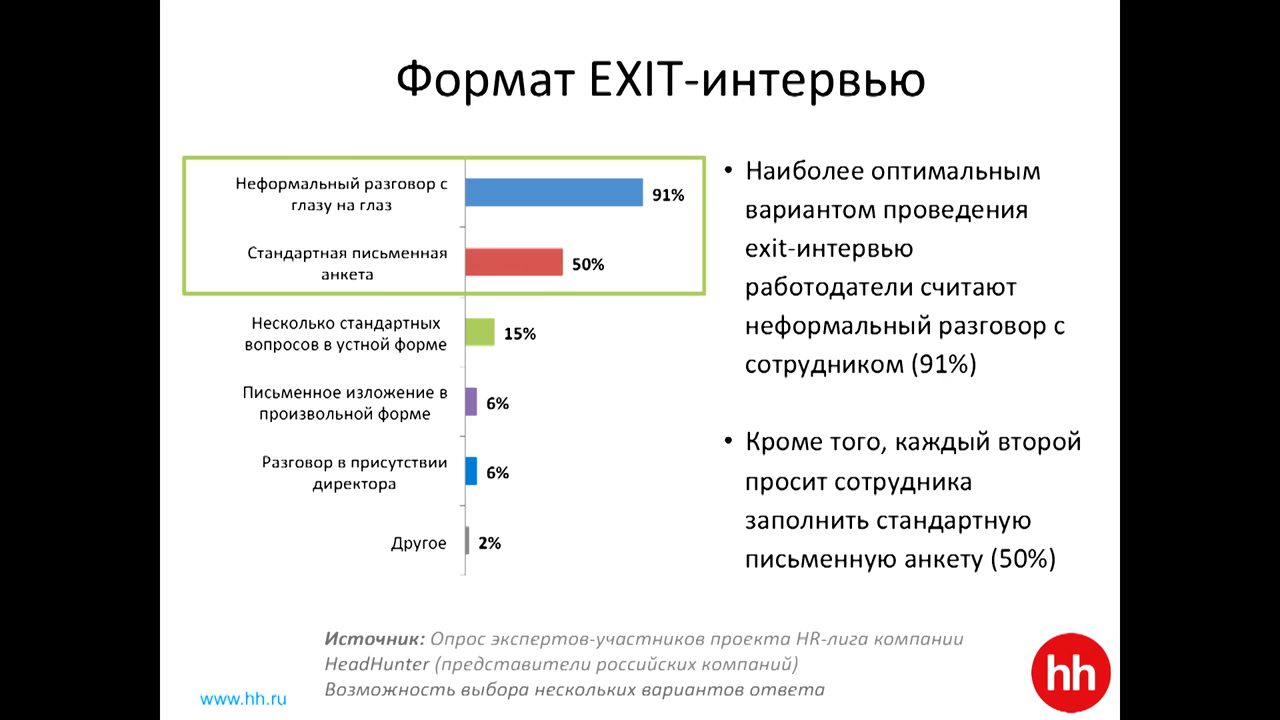 Формат EXIT-интервью
Неформальный разговор с
глазу на глаз
91%
Стандартная письменная
анкета
50%
Несколько стандартных
вопросов в устной форме
15%
Письменное изложение в
произвольной форме
6%
Разговор в присутствии
директора
6%
Другое
2%
• Наиболее оптимальным
вариантом проведения
exit-интервью
работодатели считают
неформальный разговор с
сотрудником (91%)
• Кроме того, каждый второй
просит сотрудника
заполнить стандартную
письменную анкету (50%)
Источник: Опрос экспертов-участников проекта HR-лига компании
HeadHunter (представители российских компаний)
Возможность выбора нескольких вариантов ответа
www.hh.ru
hh